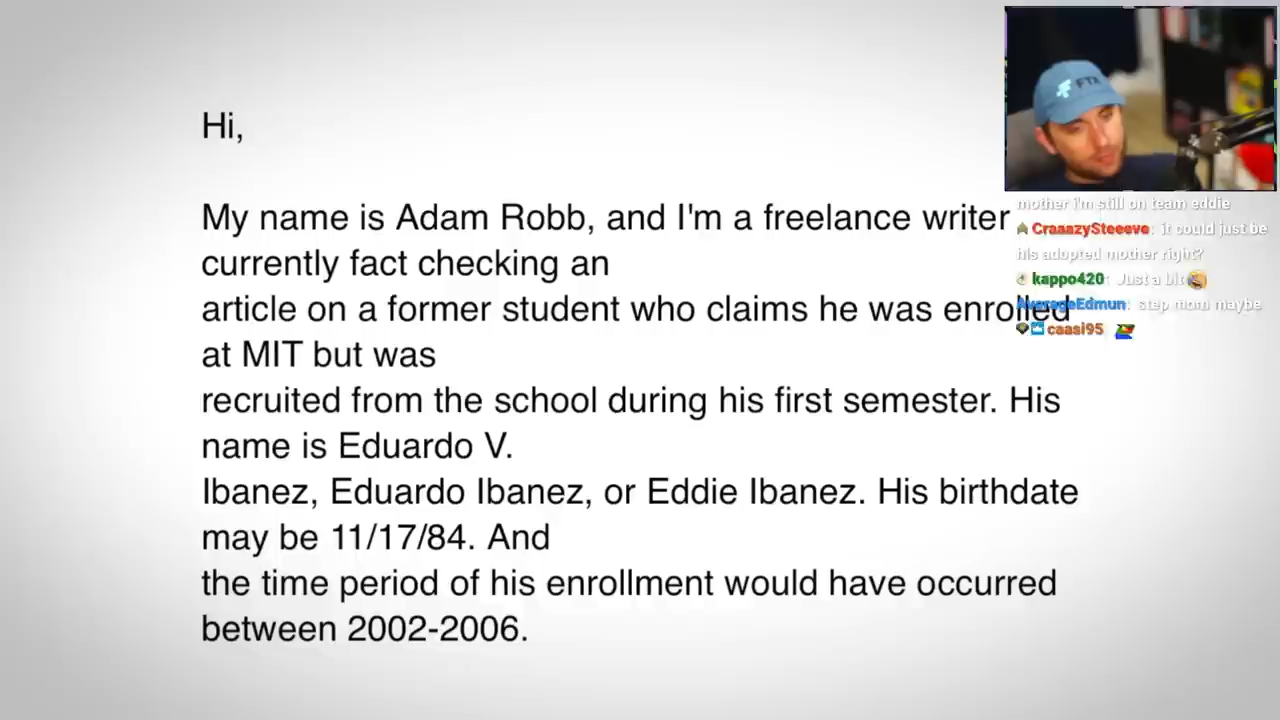 Hi,
My name is Adam Robb, and I'm a freelance writer
currently fact checking an
article on a former student who claims he was enrolled
at MIT but was
recruited from the school during his first semester. His
name is Eduardo V.
Ibanez, Eduardo Ibanez, or Eddie Ibanez. His birthdate
may be 11/17/84. And
the time period of his enrollment would have occurred
between 2002-2006.
FTX
mother i'm still on team eddie
CraaazySteeeve: it could just be
his adopted mother right?
kappo420: Just a bit
AverageEdmun: step mom maybe
caasi95